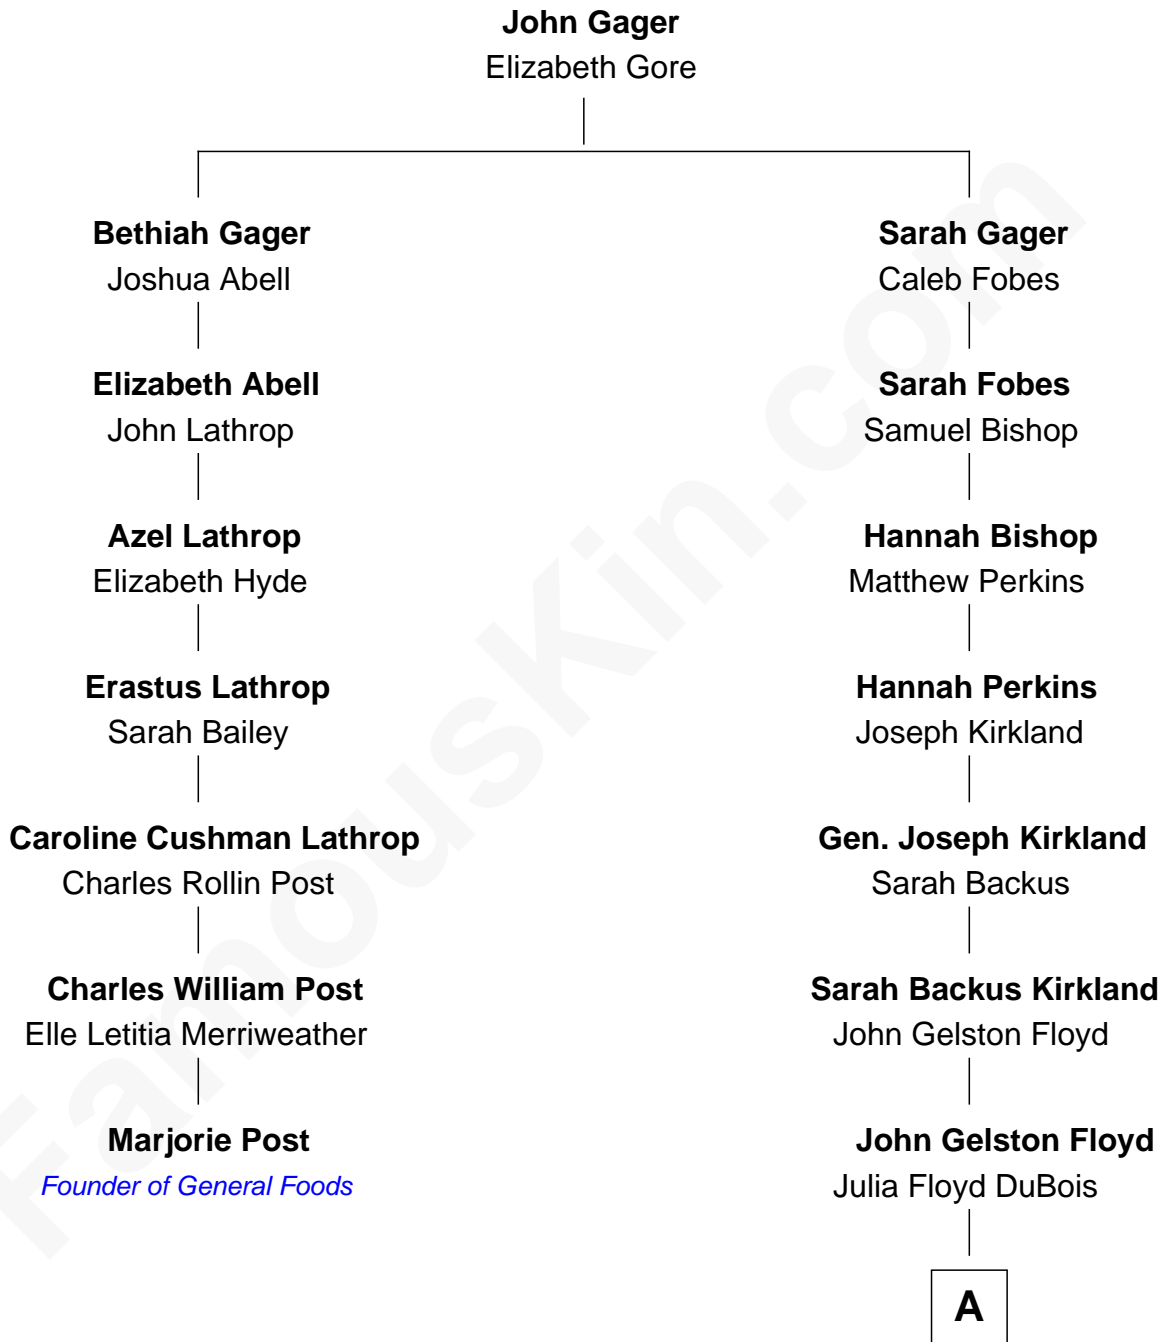 John Gager
Elizabeth Gore
Bethiah Gager
Joshua Abell
Elizabeth Abell
John Lathrop
Azel Lathrop
Elizabeth Hyde
Erastus Lathrop
Sarah Bailey
Caroline Cushman Lathrop
Charles Rollin Post
Charles William Post
Elle Letitia Merriweather
Marjorie Post
Founder of General Foods
Sarah Gager
Caleb Fobes
Sarah Fobes
Samuel Bishop
Hannah Bishop
Matthew Perkins
Hannah Perkins
Joseph Kirkland
Gen. Joseph Kirkland
Sarah Backus
Sarah Backus Kirkland
John Gelston Floyd
John Gelston Floyd
Julia Floyd DuBois
A
FamousKin.com